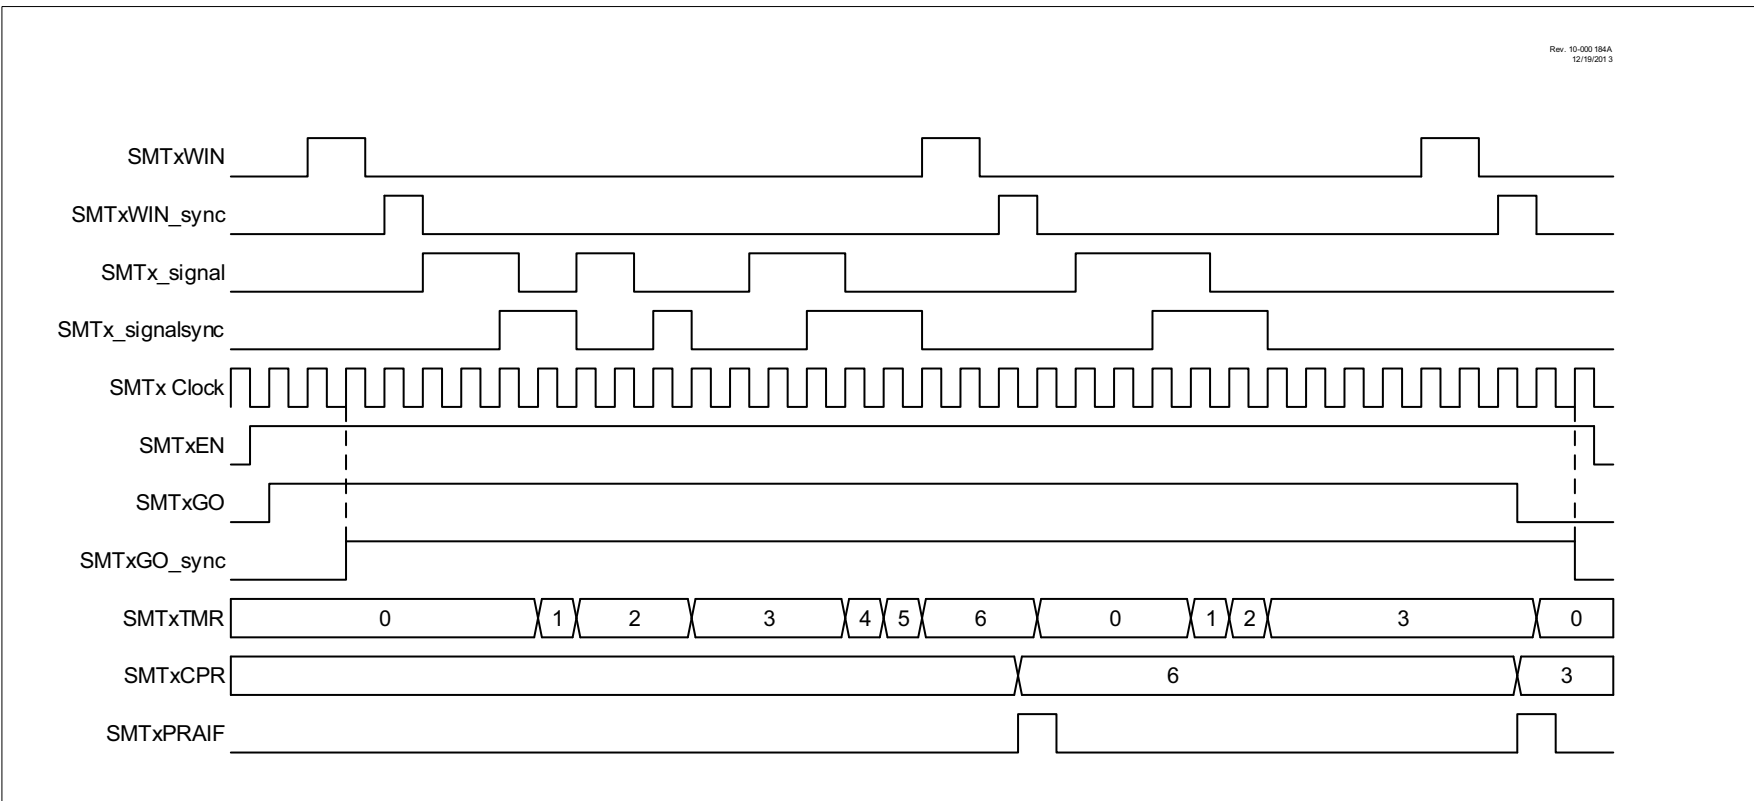 Rev. 10-000 184A
12/19/201 3
SMTxWIN
SMTxWIN_sync
SMTx_signal
SMTx_signalsync
SMTx Clock
SMTxEN
SMTxGO
SMTxGO_sync
SMTxTMR 0 1 2 3 4 5 6 0 1 2 3 0
SMTxCPR 6 3
SMTxPRAIF